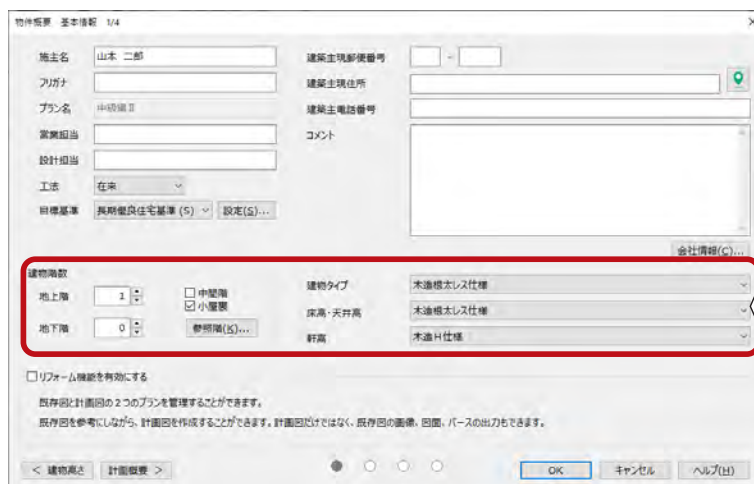 物件概要 基本情報 1/4
施主名 山本 二郎
フリガナ
プラン名 中級編Ⅱ
営業担当
設計担当
工法 在来
目標基準 長期優良住宅基準 (S) 設定(S)...
建築主現郵便番号 -
建築主現住所
建築主電話番号
コメント
会社情報(C)...
建物階数
地上階 1
地下階 0
中間階
小屋裏
参照階(K)...
建物タイプ 木造根太レス仕様
床高・天井高 木造根太レス仕様
軒高 木造H仕様
リフォーム機能を有効にする
既存図と計画図の2つのプランを管理することができます。
既存図を参考にしながら、計画図を作成することができます。計画図だけではなく、既存図の画像、図面、パースの出力もできます。
< 建物高さ 計画概要 > OK キャンセル ヘルプ(H)